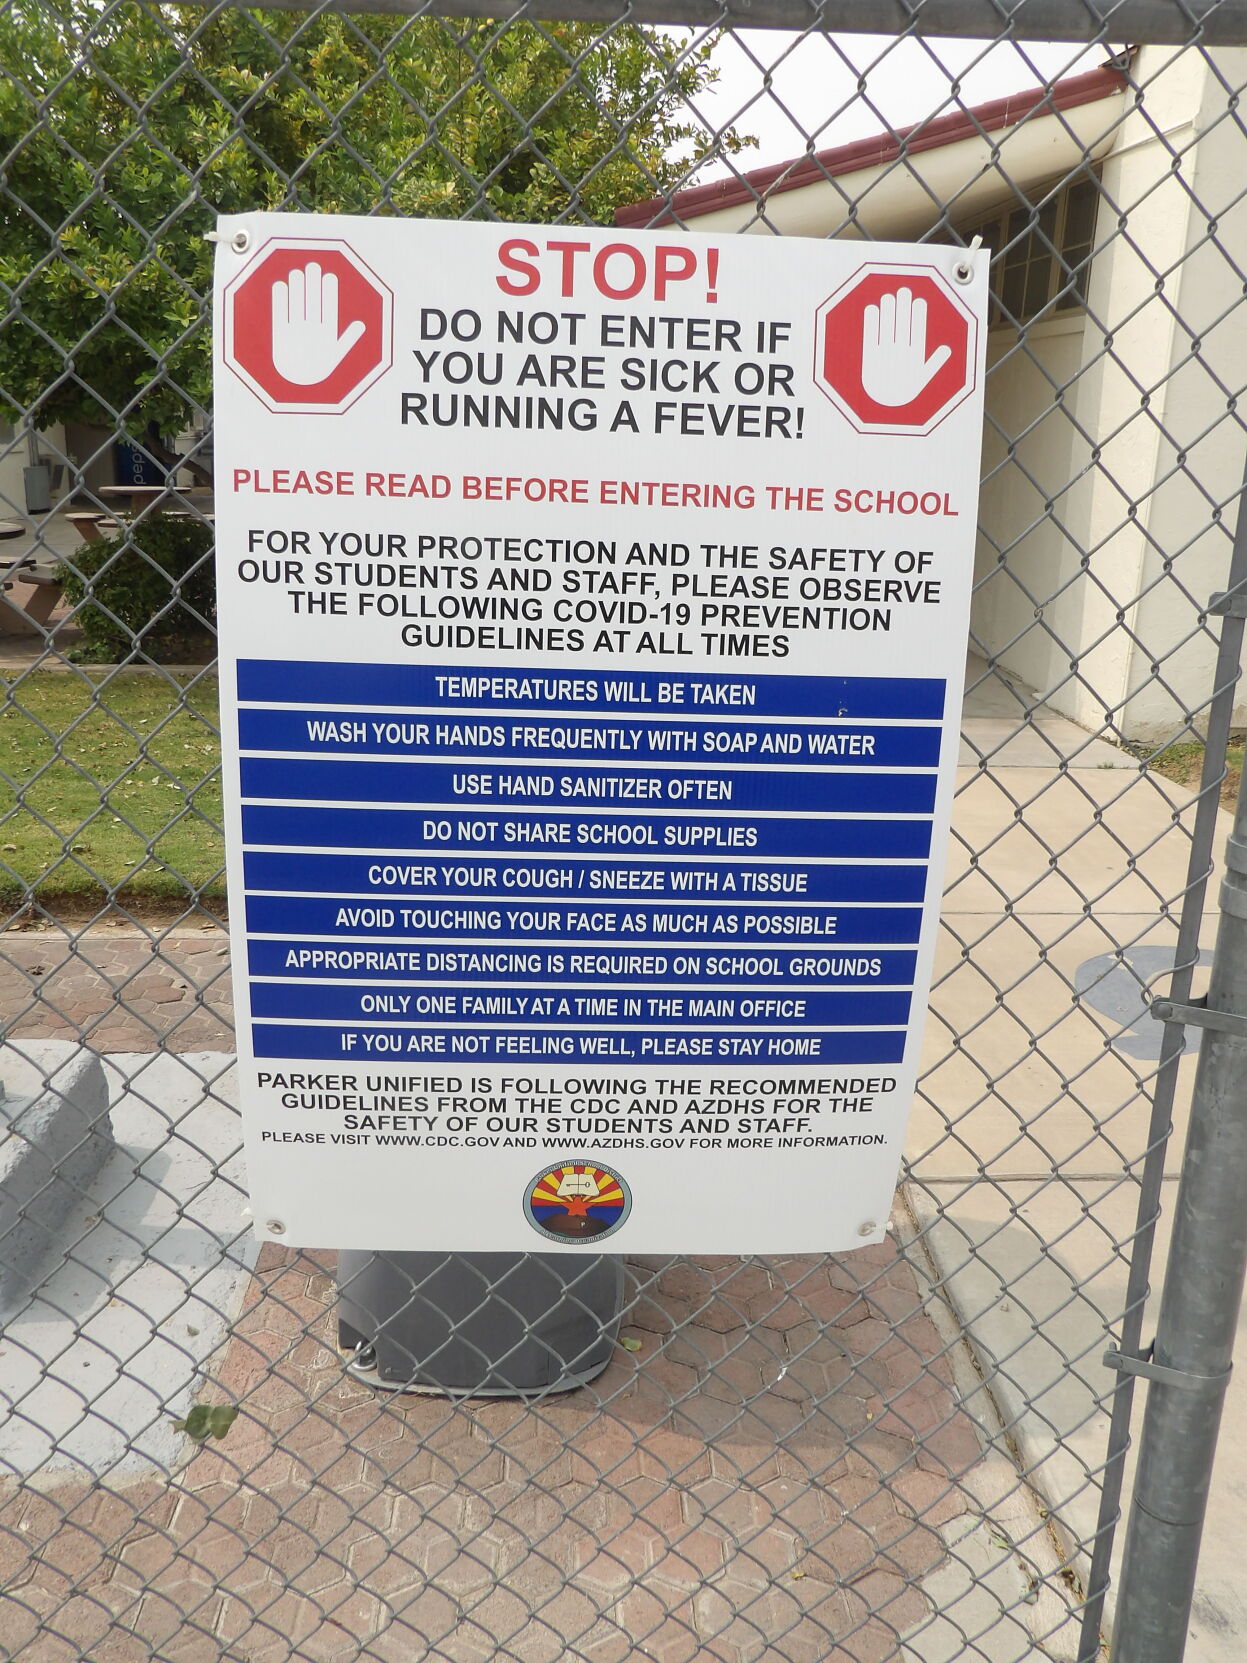 STOP!
DO NOT ENTER IF
YOU ARE SICK OR
RUNNING A FEVER!
PLEASE READ BEFORE ENTERING THE SCHOOL
FOR YOUR PROTECTION AND THE SAFETY OF
OUR STUDENTS AND STAFF, PLEASE OBSERVE
THE FOLLOWING COVID-19 PREVENTION
GUIDELINES AT ALL TIMES
TEMPERATURES WILL BE TAKEN
WASH YOUR HANDS FREQUENTLY WITH SOAP AND WATER
USE HAND SANITIZER OFTEN
DO NOT SHARE SCHOOL SUPPLIES
COVER YOUR COUGH / SNEEZE WITH A TISSUE
AVOID TOUCHING YOUR FACE AS MUCH AS POSSIBLE
APPROPRIATE DISTANCING IS REQUIRED ON SCHOOL GROUNDS
ONLY ONE FAMILY AT A TIME IN THE MAIN OFFICE
IF YOU ARE NOT FEELING WELL, PLEASE STAY HOME
PARKER UNIFIED IS FOLLOWING THE RECOMMENDED
GUIDELINES FROM THE CDC AND AZDHS FOR THE
SAFETY OF OUR STUDENTS AND STAFF.
PLEASE VISIT WWW.CDC.GOV AND WWW.AZDHS.GOV FOR MORE INFORMATION.
P
pepsi